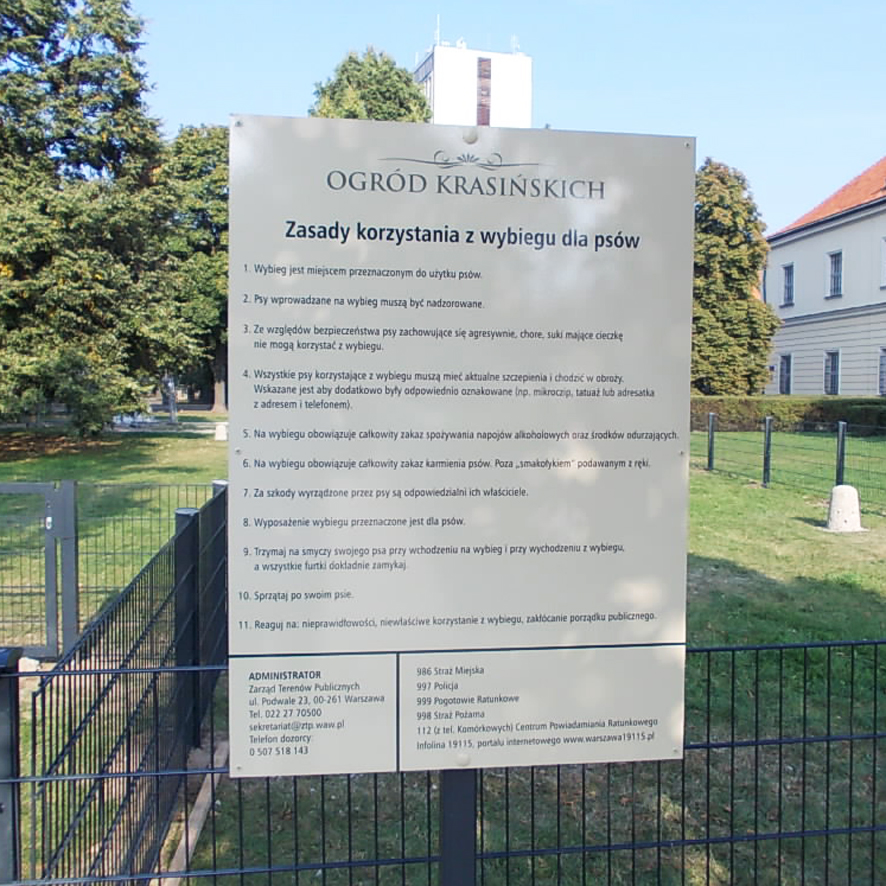 OGRÓD KRASIŃSKICH
Zasady korzystania z wybiegu dla psów
1. Wybieg jest miejscem przeznaczonym do użytku psów.
2. Psy wprowadzane na wybieg muszą być nadzorowane.
3. Ze względów bezpieczeństwa psy zachowujące się agresywnie, chore, suki mające cieczkę
nie mogą korzystać z wybiegu.
4. Wszystkie psy korzystające z wybiegu muszą mieć aktualne szczepienia i chodzić w obroży.
Wskazane jest aby dodatkowo były odpowiednio oznakowane (np. mikroczip, tatuaż lub adresatka
z adresem i telefonem).
5. Na wybiegu obowiązuje całkowity zakaz spożywania napojów alkoholowych oraz środków odurzających.
6. Na wybiegu obowiązuje całkowity zakaz karmienia psów. Poza „smakołykiem” podawanym z ręki.
7. Za szkody wyrządzone przez psy są odpowiedzialni ich właściciele.
8. Wyposażenie wybiegu przeznaczone jest dla psów.
9. Trzymaj na smyczy swojego psa przy wchodzeniu na wybieg i przy wychodzeniu z wybiegu,
a wszystkie furtki dokładnie zamykaj.
10. Sprzątaj po swoim psie.
11. Reaguj na: nieprawidłowości, niewłaściwe korzystanie z wybiegu, zakłócanie porządku publicznego.
ADMINISTRATOR
Zarząd Terenów Publicznych
ul. Podwale 23, 00-261 Warszawa
Tel. 022 27 70500
sekretariat@ztp.waw.pl
Telefon dozorcy:
0 507 518 143
986 Straż Miejska
997 Policja
999 Pogotowie Ratunkowe
998 Straż Pożarna
112 (z tel. Komórkowych) Centrum Powiadamiania Ratunkowego
Infolina 19115, portalu internetowego www.warszawa19115.pl